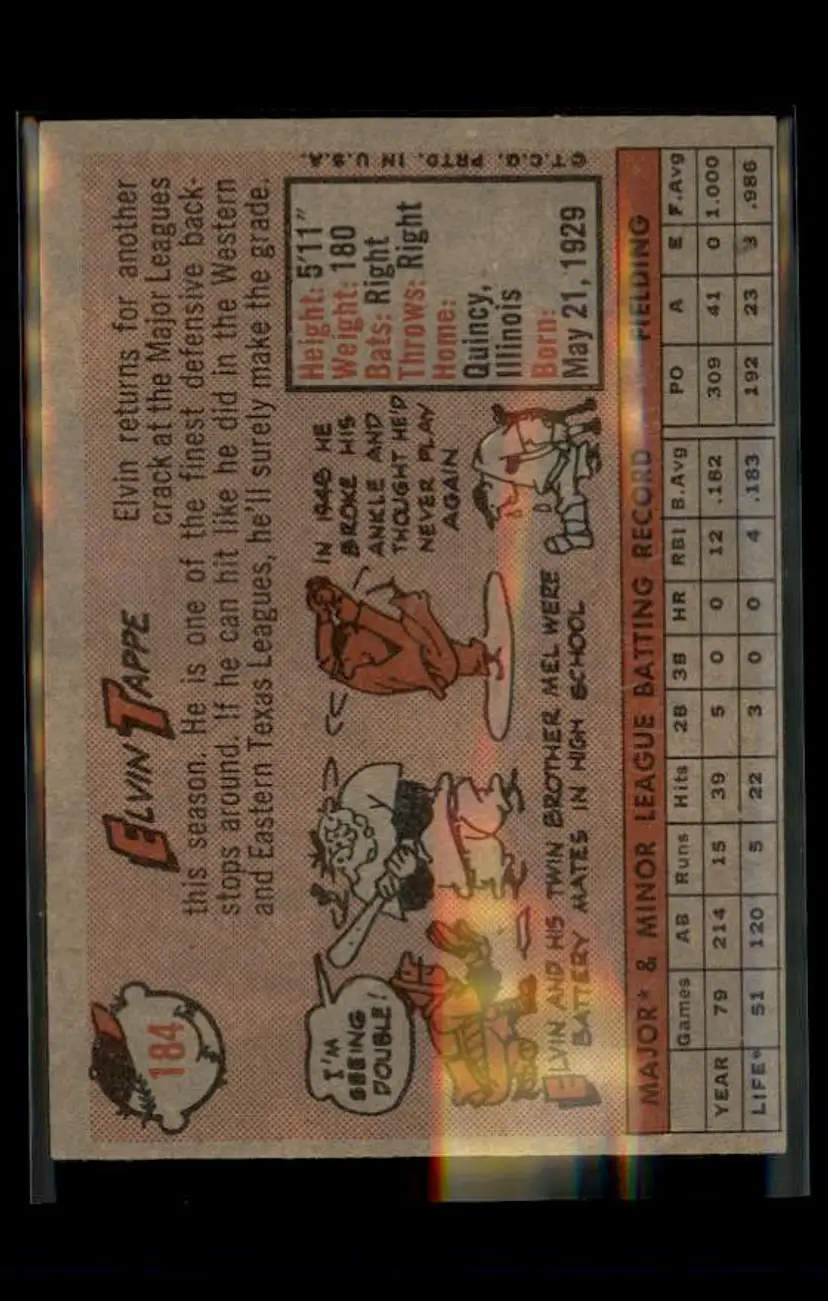 184
ELVIN TAPPE
Elvin returns for another
crack at the Major Leagues
this season. He is one of the finest defensive back-
stops around. If he can hit like he did in the Western
and Eastern Texas Leagues, he'll surely make the grade.
I'M
SEEING
DOUBLE!
ELVIN AND HIS TWIN BROTHER MEL WERE
BATTERY MATES IN HIGH SCHOOL
IN 1948 HE
BROKE HIS
ANKLE AND
THOUGHT HE'D
NEVER PLAY
AGAIN
Height: 5'11"
Weight: 180
Bats: Right
Throws: Right
Home:
Quincy,
Illinois
Born:
May 21, 1929
©T.C.G. PRTD. IN U.S.A.
MAJOR* & MINOR LEAGUE BATTING RECORD FIELDING
Games AB Runs Hits 2B 3B HR RBI B.Avg PO A E F.Avg
YEAR 79 214 15 39 5 0 0 12 .182 309 41 0 1.000
LIFE* 51 120 5 22 3 0 0 4 .183 192 23 3 .986